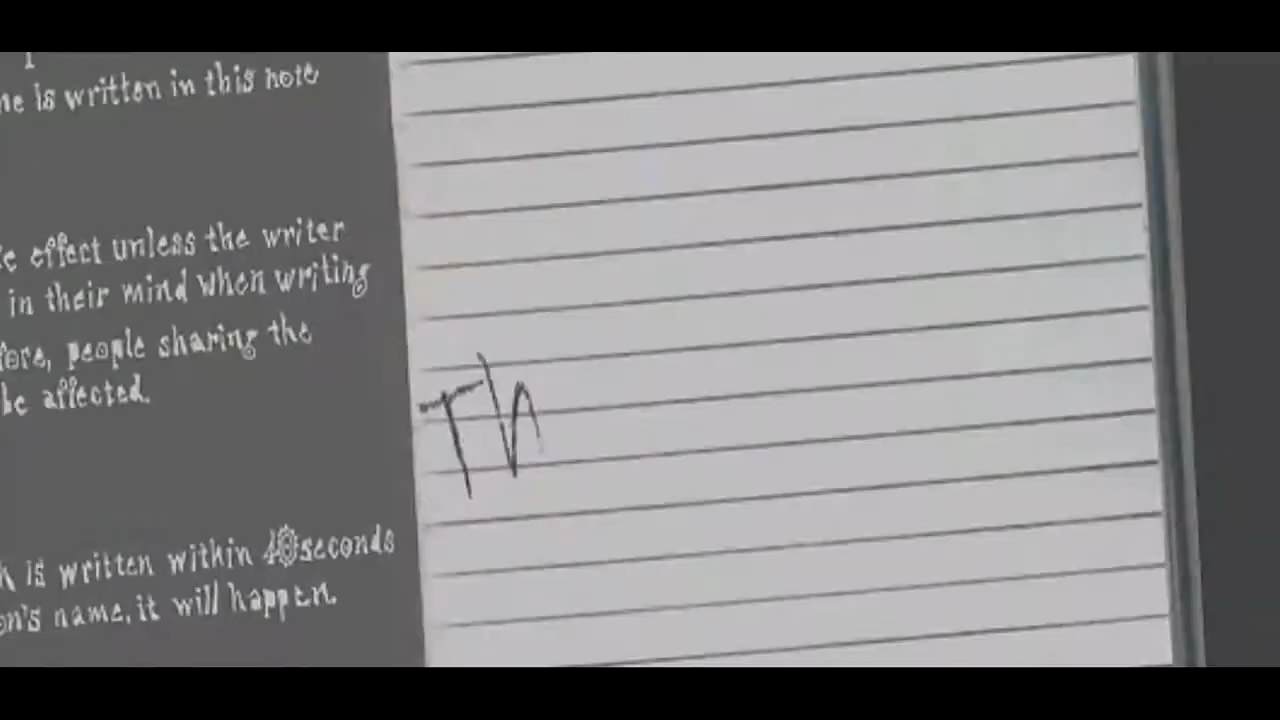 ne is written in this note
e effect unless the writer
in their mind when writing
fore, people sharing the
be affected.
h is written within 40 seconds
on's name, it will happen.
Th